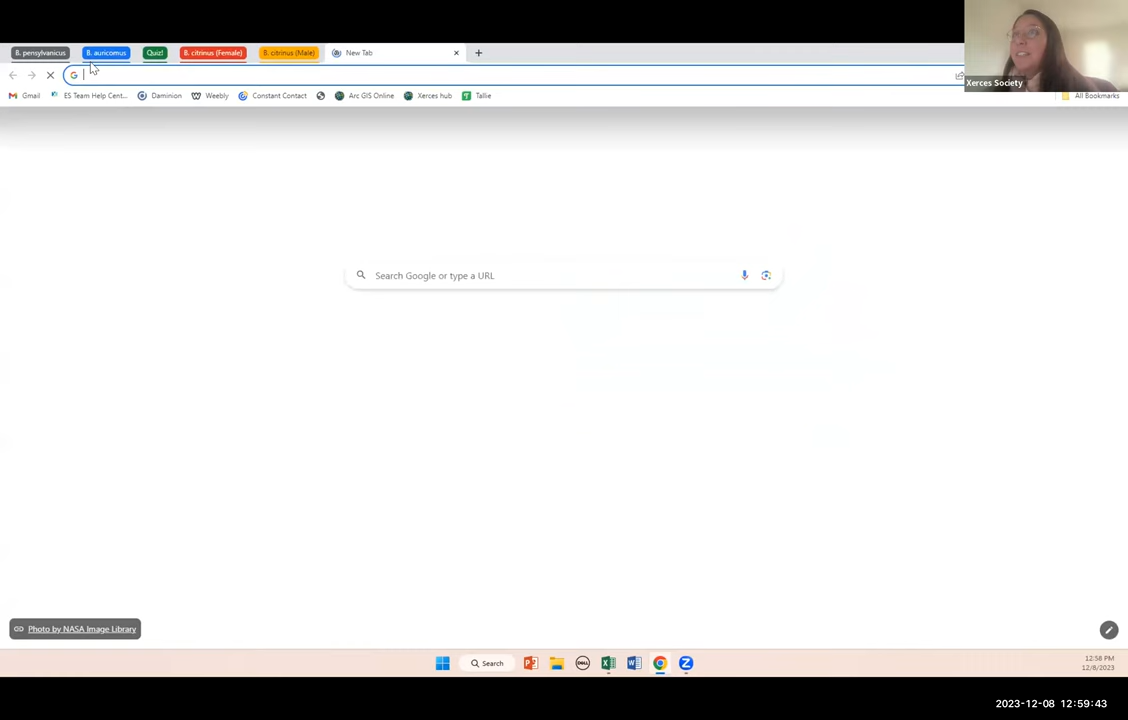 B. pensylvanicus B. auricomus Quiz! B. citrinus (Female) B. citrinus (Male) New Tab
Gmail ES Team Help Cent... Dominion Weebly Constant Contact Arc GIS Online Xerces hub Tallie All Bookmarks
Xerces Society
Search Google or type a URL
Photo by NASA Image Library
Search
12:58 PM
12/8/2023
2023-12-08 12:59:43